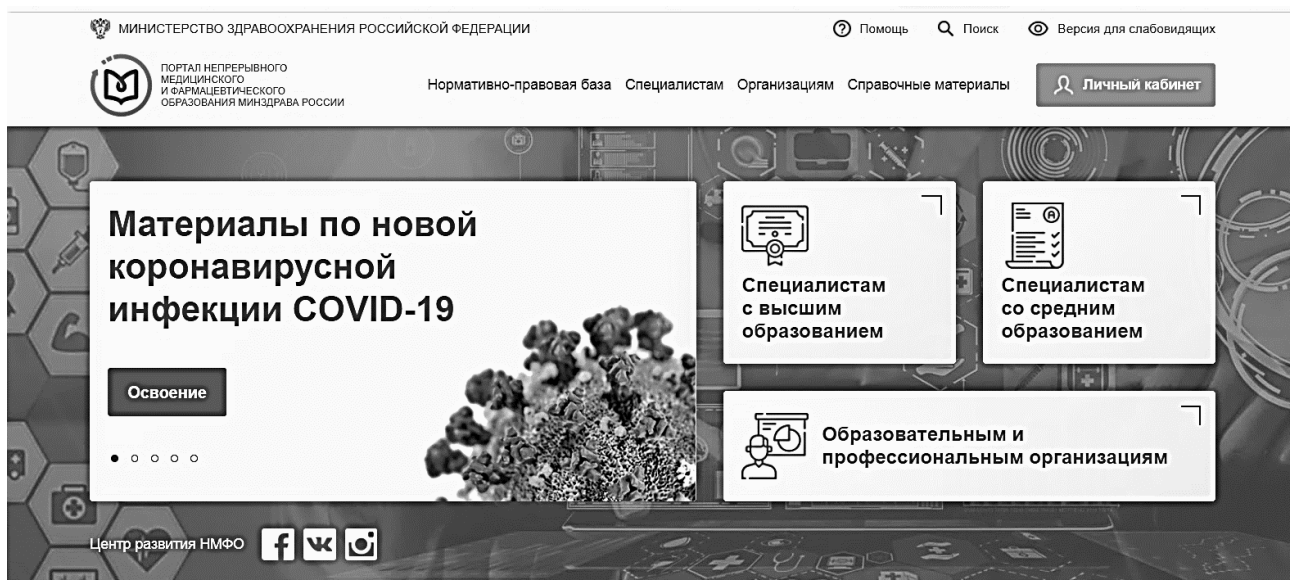 МИНИСТЕРСТВО ЗДРАВООХРАНЕНИЯ РОССИЙСКОЙ ФЕДЕРАЦИИ
Помощь
Поиск
Версия для слабовидящих
ПОРТАЛ НЕПРЕРЫВНОГО
МЕДИЦИНСКОГО
И ФАРМАЦЕВТИЧЕСКОГО
ОБРАЗОВАНИЯ МИНЗДРАВА РОССИИ
Нормативно-правовая база
Специалистам
Организациям
Справочные материалы
Личный кабинет
Материалы по новой
коронавирусной
инфекции COVID-19
Освоение
Специалистам
с высшим
образованием
Специалистам
со средним
образованием
Образовательным и
профессиональным организациям
Центр развития НМФО